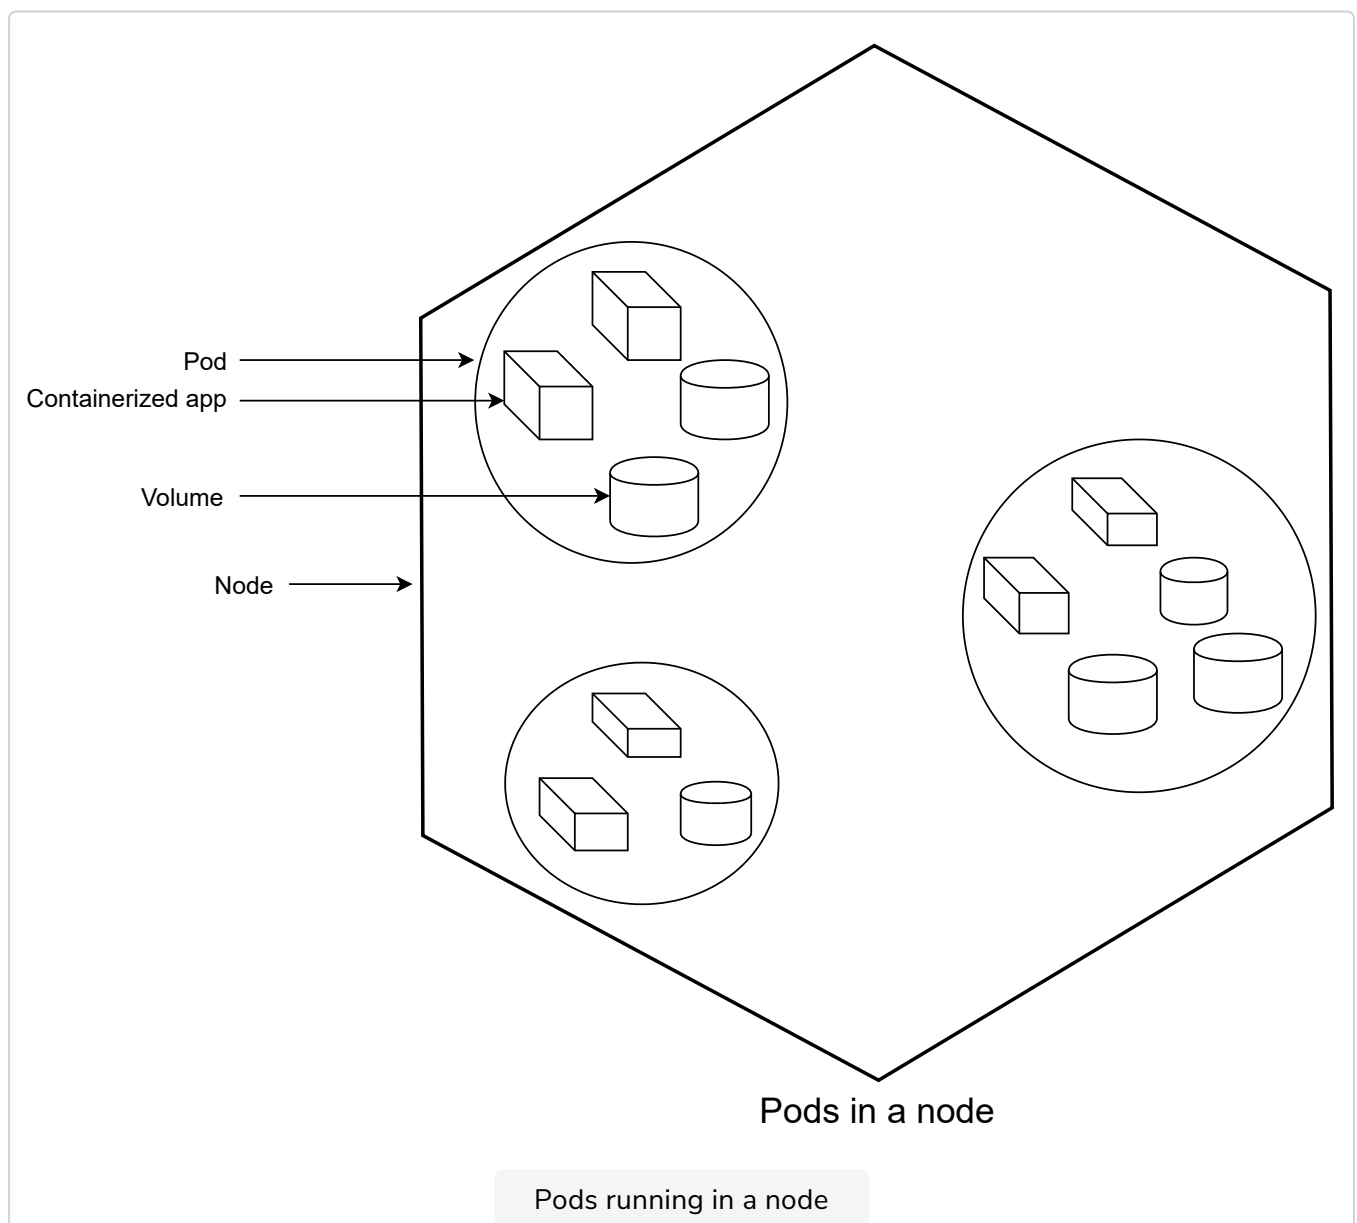 Pod
Containerized app
Volume
Node
Pods in a node
Pods running in a node